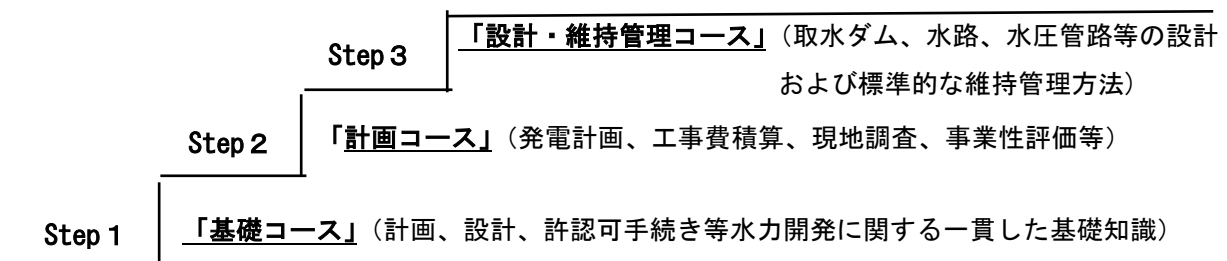 Step 3 「設計・維持管理コース」(取水ダム、水路、水圧管路等の設計
および標準的な維持管理方法)
Step 2 「計画コース」(発電計画、工事費積算、現地調査、事業性評価等)
Step 1 「基礎コース」(計画、設計、許認可手続き等水力開発に関する一貫した基礎知識)